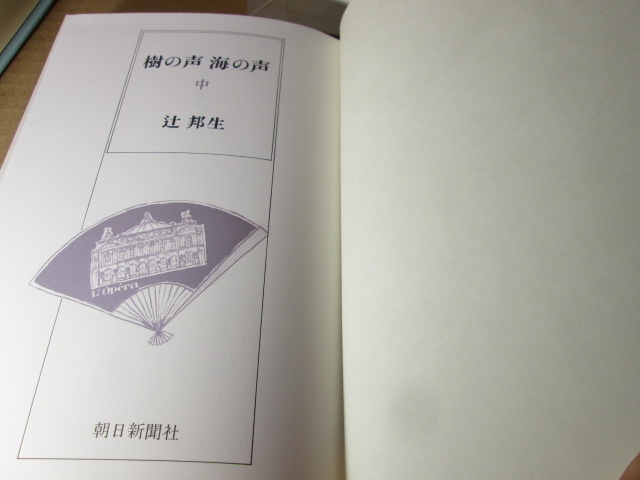 樹の声 海の声
中
辻 邦生
L'Opéra
朝日新聞社